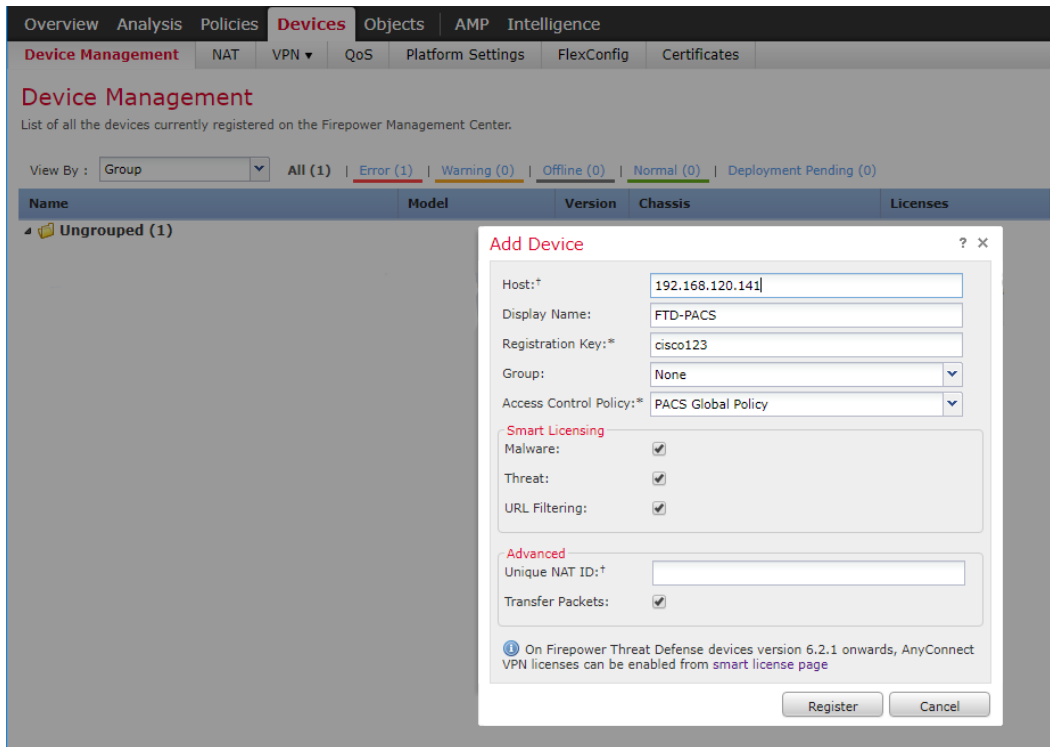 Overview Analysis Policies Devices Objects AMP Intelligence
Device Management NAT VPN ▾ QoS Platform Settings FlexConfig Certificates
Device Management
List of all the devices currently registered on the Firepower Management Center.
View By : Group All (1) | Error (1) | Warning (0) | Offline (0) | Normal (0) | Deployment Pending (0)
Name Model Version Chassis Licenses
Ungrouped (1)
Add Device ? ×
Host:† 192.168.120.141
Display Name: FTD-PACS
Registration Key:* cisco123
Group: None
Access Control Policy:* PACS Global Policy
Smart Licensing
Malware:
Threat:
URL Filtering:
Advanced
Unique NAT ID:†
Transfer Packets:
On Firepower Threat Defense devices version 6.2.1 onwards, AnyConnect
VPN licenses can be enabled from smart license page
Register Cancel